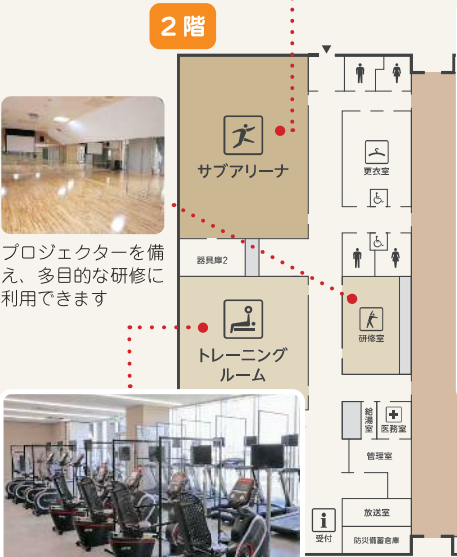 2階
サブアリーナ
更衣室
器具庫2
プロジェクターを備
え、多目的な研修に
利用できます
研修室
トレーニング
ルーム
給湯室
医務室
管理室
放送室
受付
防災備蓄倉庫